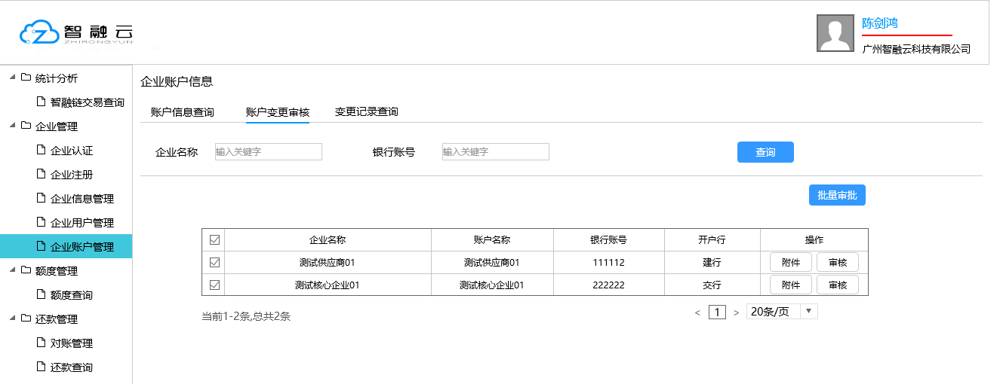 智融云
ZHIRONGYUN
陈剑鸿
广州智融云科技有限公司
统计分析
智融链交易查询
企业管理
企业认证
企业注册
企业信息管理
企业用户管理
企业账户管理
额度管理
额度查询
还款管理
对账管理
还款查询
企业账户信息
账户信息查询 账户变更审核 变更记录查询
企业名称 输入关键字 银行账号 输入关键字 查询
批量审批
企业名称 账户名称 银行账号 开户行 操作
测试供应商01 测试供应商01 111112 建行 附件 审核
测试核心企业01 测试核心企业01 222222 交行 附件 审核
当前1-2条,总共2条 < 1 > 20条/页